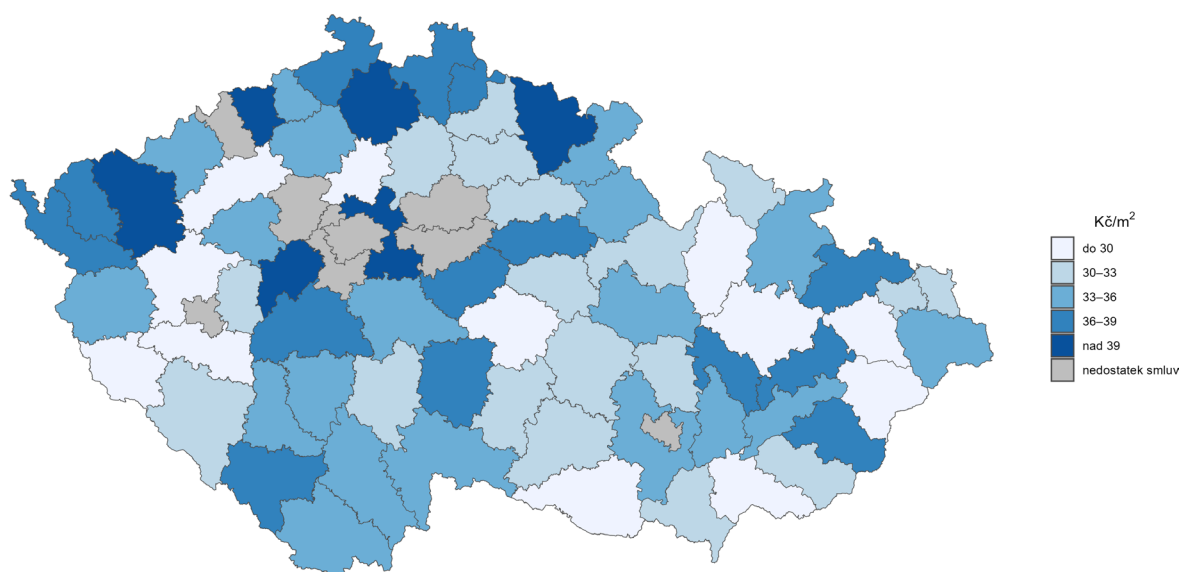 Kč/m²
do 30
30–33
33–36
36–39
nad 39
nedostatek smluv